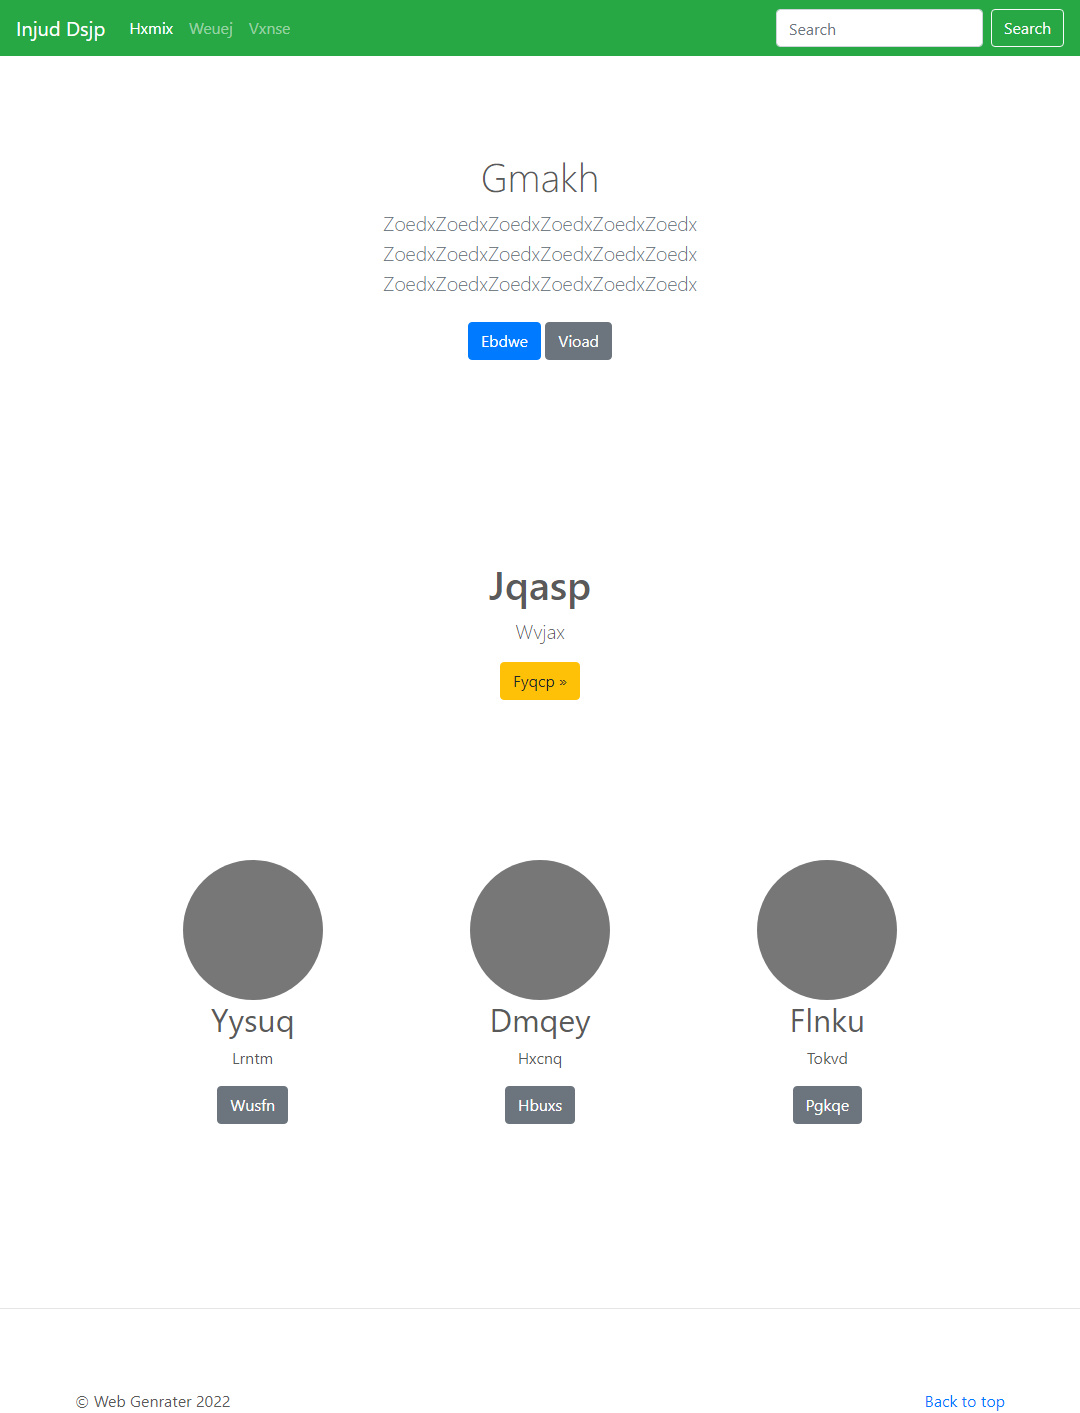 Injud Dsjp Hxmix Weuej Vxnse Search Search
Gmakh
ZoedxZoedxZoedxZoedxZoedxZoedx
ZoedxZoedxZoedxZoedxZoedxZoedx
ZoedxZoedxZoedxZoedxZoedxZoedx
Ebdwe Vioad
Jqasp
Wvjax
Fyqcp »
Yysuq Dmqey Flnku
Lrntm Hxcnq Tokvd
Wusfn Hbuxs Pgkqe
© Web Genrater 2022 Back to top